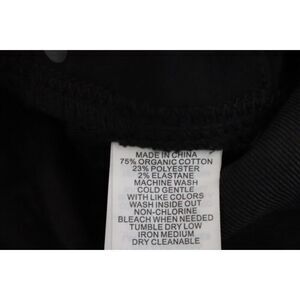 MADE IN CHINA
75% ORGANIC COTTON
23% POLYESTER
2% ELASTANE
MACHINE WASH
COLD GENTLE
WITH LIKE COLORS
WASH INSIDE OUT
NON-CHLORINE
BLEACH WHEN NEEDED
TUMBLE DRY LOW
IRON MEDIUM
DRY CLEANABLE